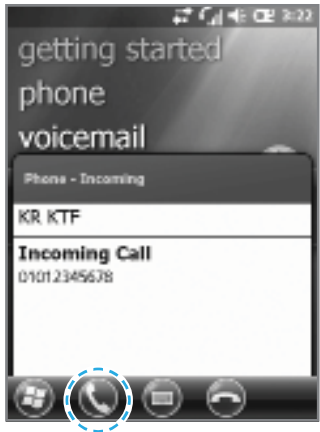 3:22
getting started
phone
voicemail
Phone - Incoming
KR KTF
Incoming Call
01012345678